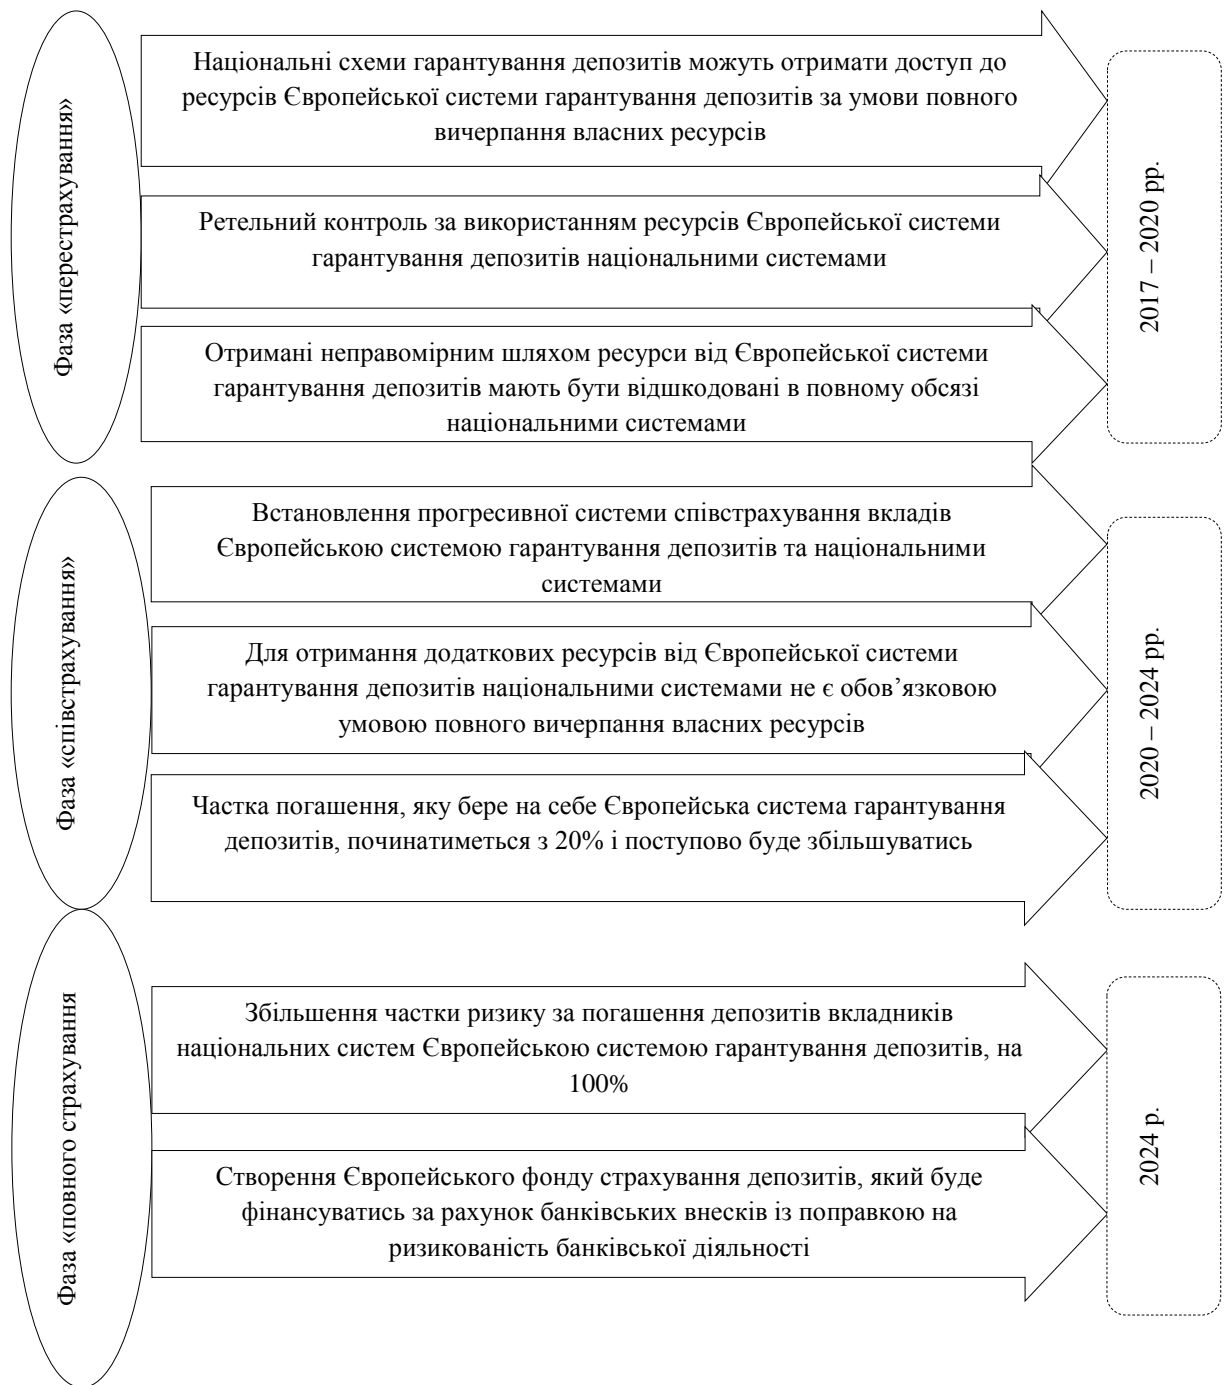 Фаза «перестрахування»
Національні схеми гарантування депозитів можуть отримати доступ до
ресурсів Європейської системи гарантування депозитів за умови повного
вичерпання власних ресурсів
Ретельний контроль за використанням ресурсів Європейської системи
гарантування депозитів національними системами
Отримані неправомірним шляхом ресурси від Європейської системи
гарантування депозитів мають бути відшкодовані в повному обсязі
національними системами
2017 – 2020 рр.
Фаза «співстрахування»
Встановлення прогресивної системи співстрахування вкладів
Європейською системою гарантування депозитів та національними
системами
Для отримання додаткових ресурсів від Європейської системи
гарантування депозитів національними системами не є обов’язковою
умовою повного вичерпання власних ресурсів
Частка погашення, яку бере на себе Європейська система гарантування
депозитів, починатиметься з 20% і поступово буде збільшуватись
2020 – 2024 рр.
Фаза «повного страхування
Збільшення частки ризику за погашення депозитів вкладників
національних систем Європейською системою гарантування депозитів, на
100%
Створення Європейського фонду страхування депозитів, який буде
фінансуватись за рахунок банківських внесків із поправкою на
ризикованість банківської діяльності
2024 р.